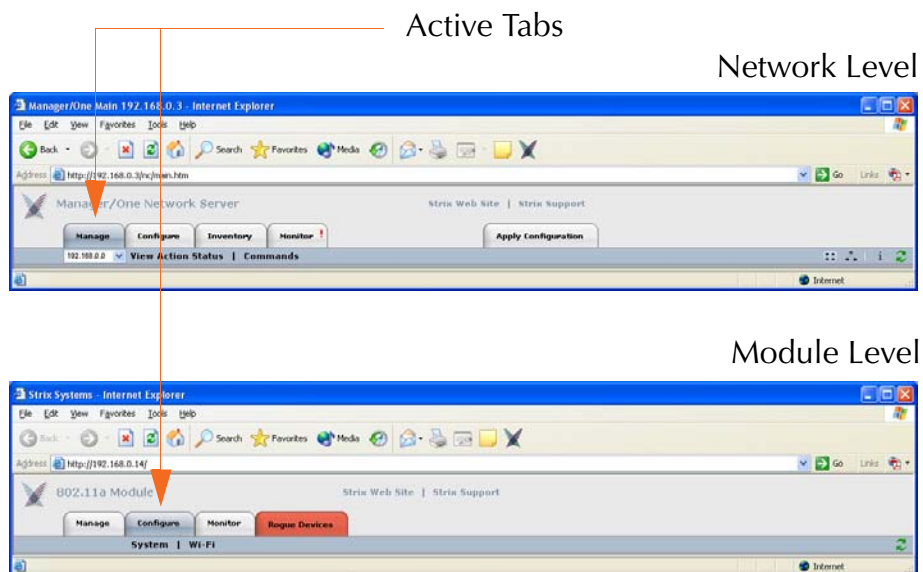 Active Tabs
Network Level
Manager/One Main 192.168.0.3 - Internet Explorer
File Edit View Favorites Tools Help
Back Search Favorites Media
Address http://192.168.0.3/nc/main.htm Go Links
Manager/One Network Server Strix Web Site | Strix Support
Manage Configure Inventory Monitor ! Apply Configuration
192.168.0.0 View Action Status | Commands i
Internet
Module Level
Strix Systems - Internet Explorer
File Edit View Favorites Tools Help
Back Search Favorites Media
Address http://192.168.0.14/ Go Links
802.11a Module Strix Web Site | Strix Support
Manage Configure Monitor Rogue Devices
System | Wi-Fi
Internet